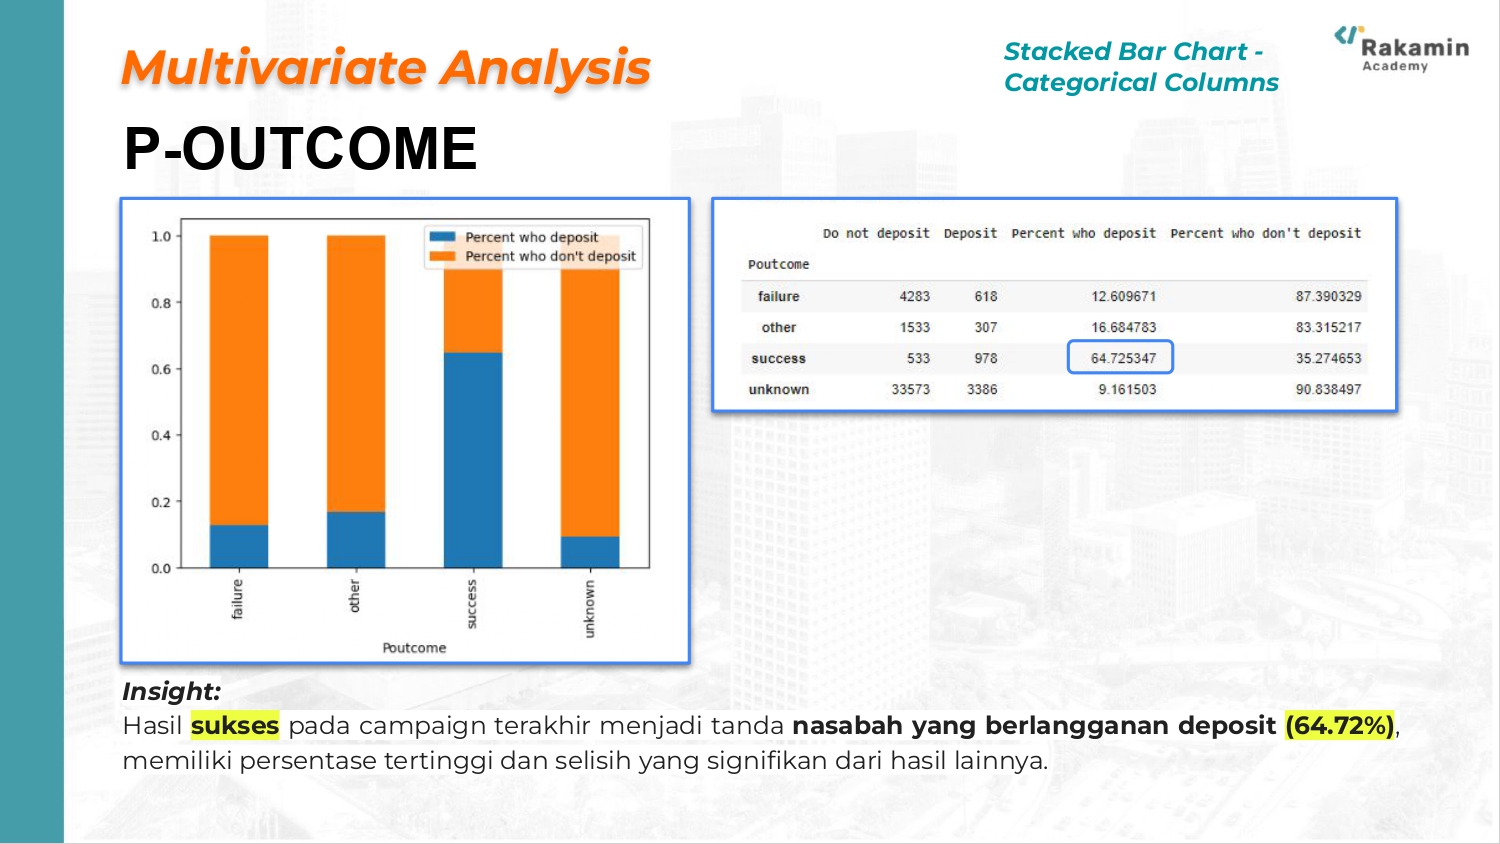 Multivariate Analysis
Stacked Bar Chart -
Categorical Columns
Rakamin
Academy
P-OUTCOME
1.0
0.8
0.6
0.4
0.2
0.0
Percent who deposit
Percent who don't deposit
failure
other
success
unknown
Poutcome
Do not deposit Deposit Percent who deposit Percent who don't deposit
Poutcome
failure 4283 618 12.609671 87.390329
other 1533 307 16.684783 83.315217
success 533 978 64.725347 35.274653
unknown 33573 3386 9.161503 90.838497
Insight:
Hasil sukses pada campaign terakhir menjadi tanda nasabah yang berlangganan deposit (64.72%),
memiliki persentase tertinggi dan selisih yang signifikan dari hasil lainnya.